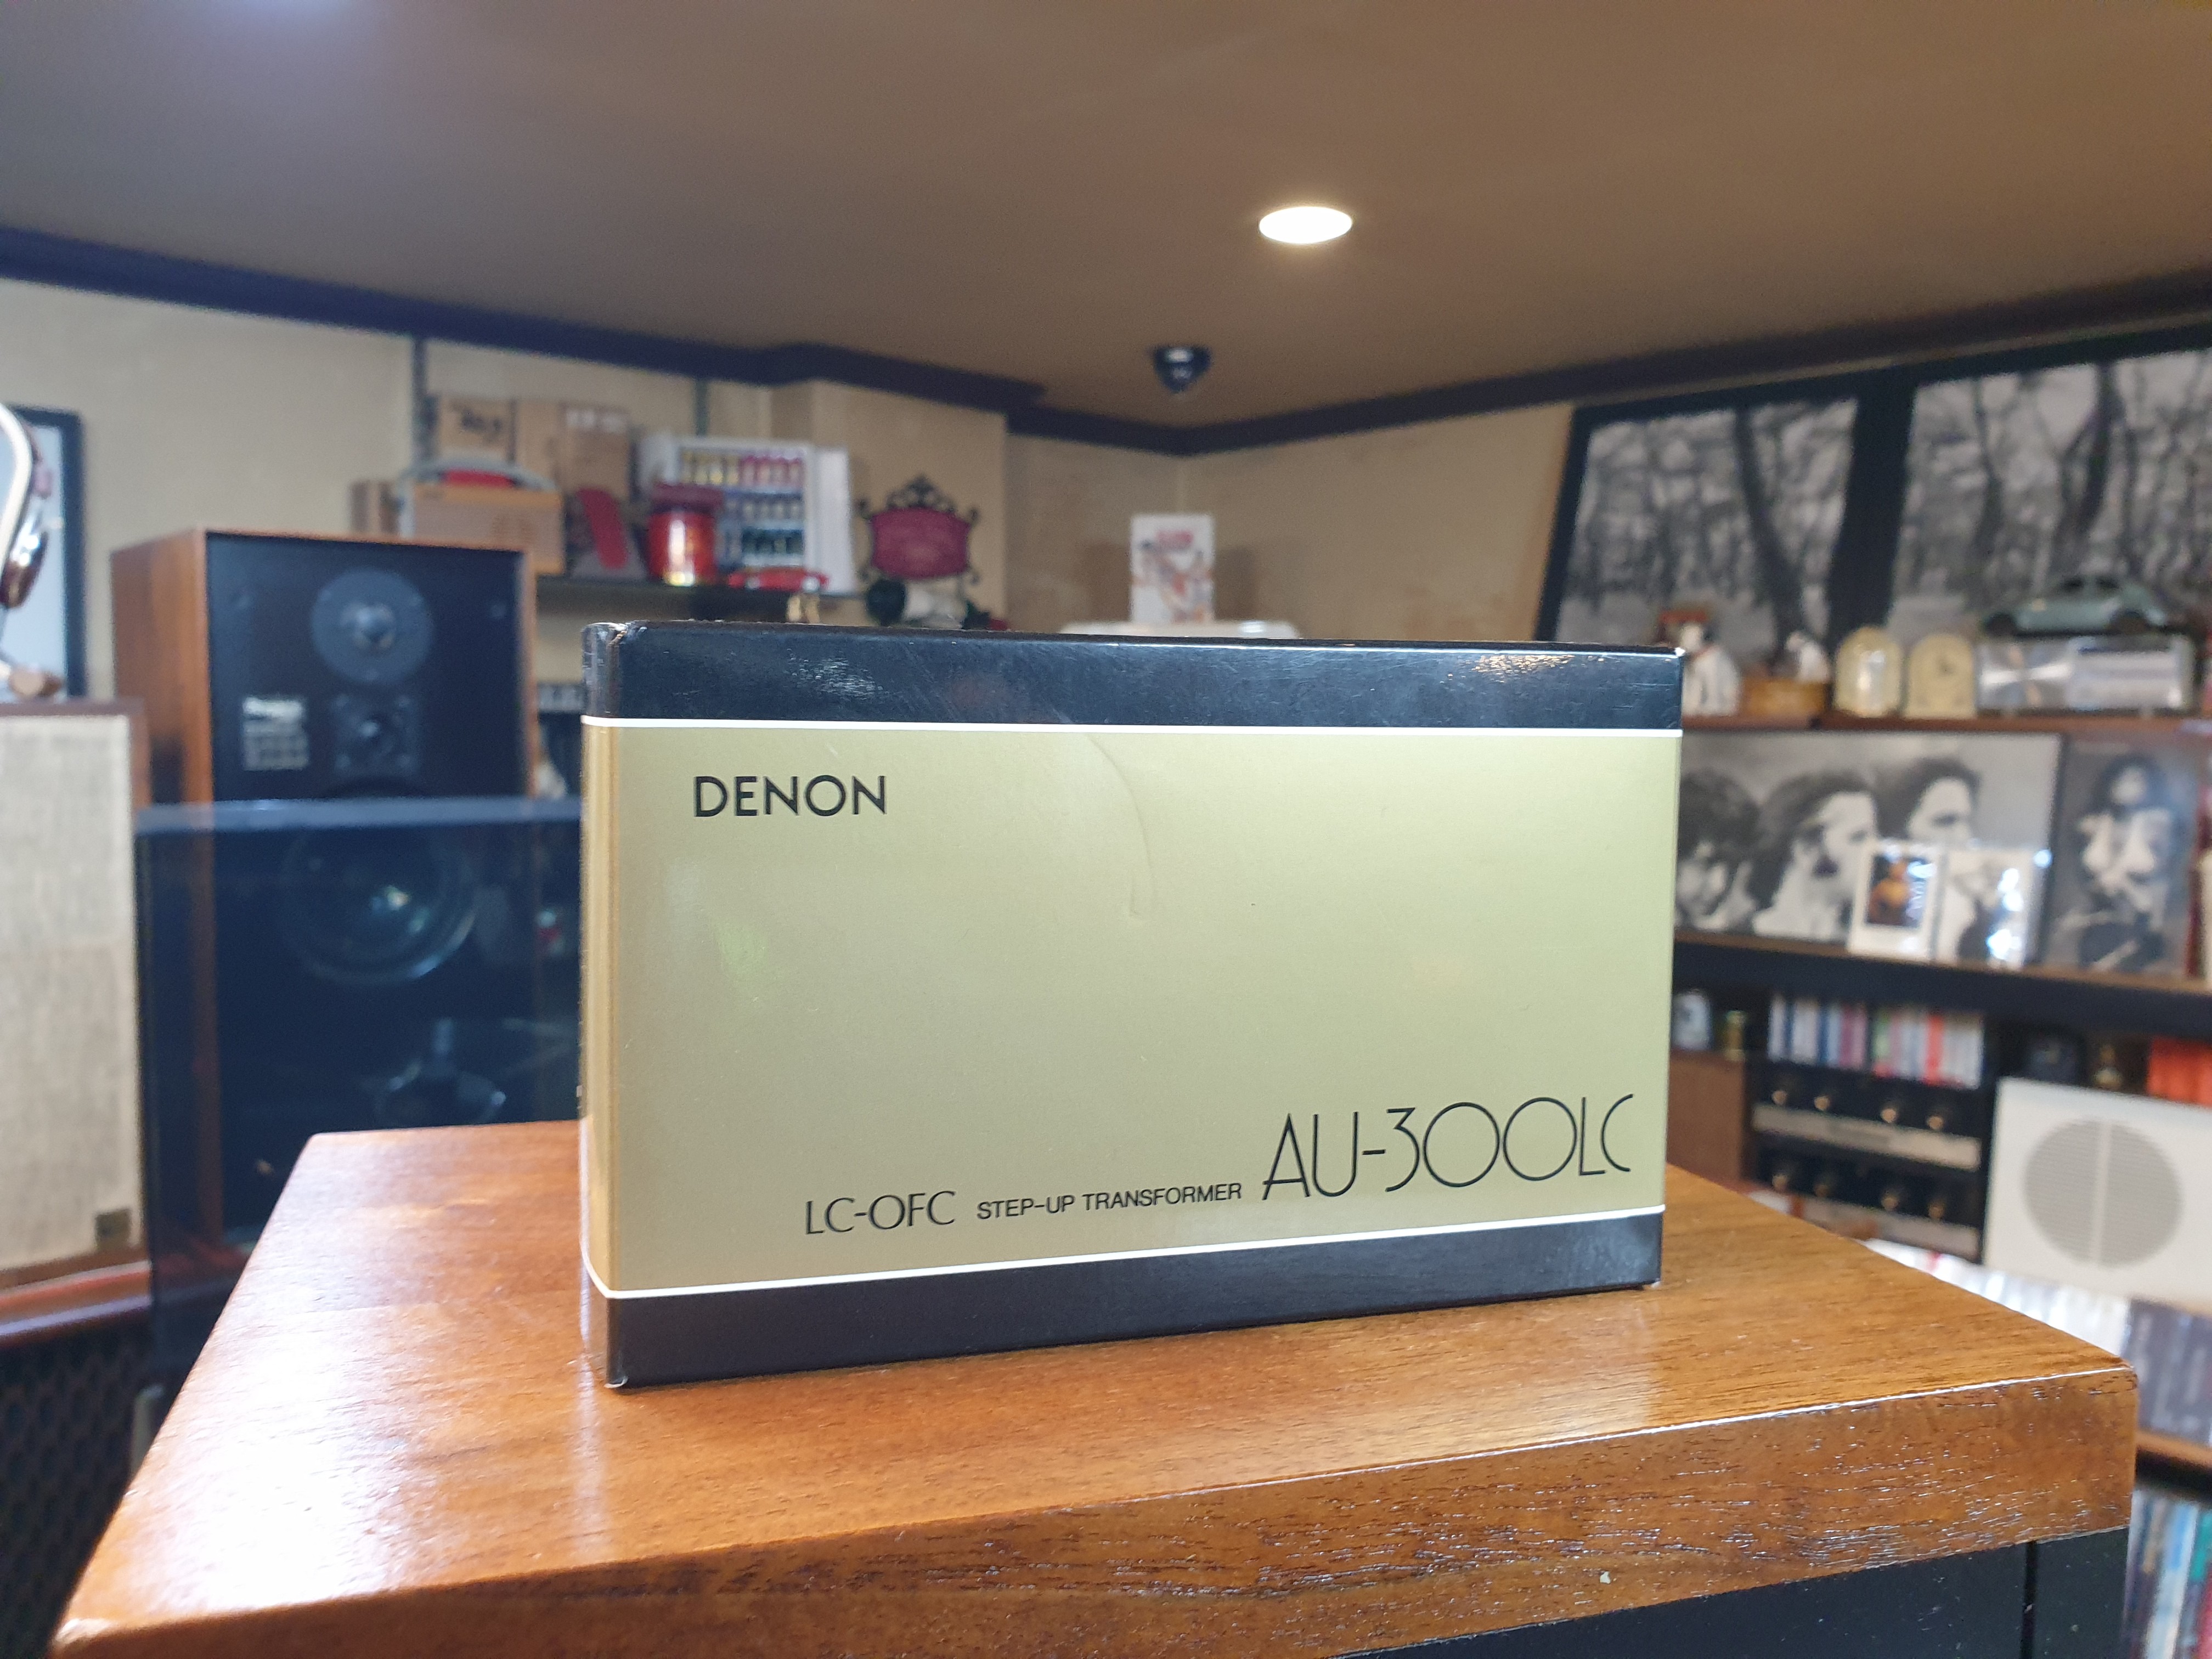 DENON
LC-OFC STEP-UP TRANSFORMER AU-300LC